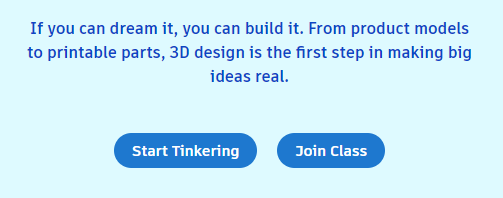 If you can dream it, you can build it. From product models
to printable parts, 3D design is the first step in making big
ideas real.
Start Tinkering
Join Class